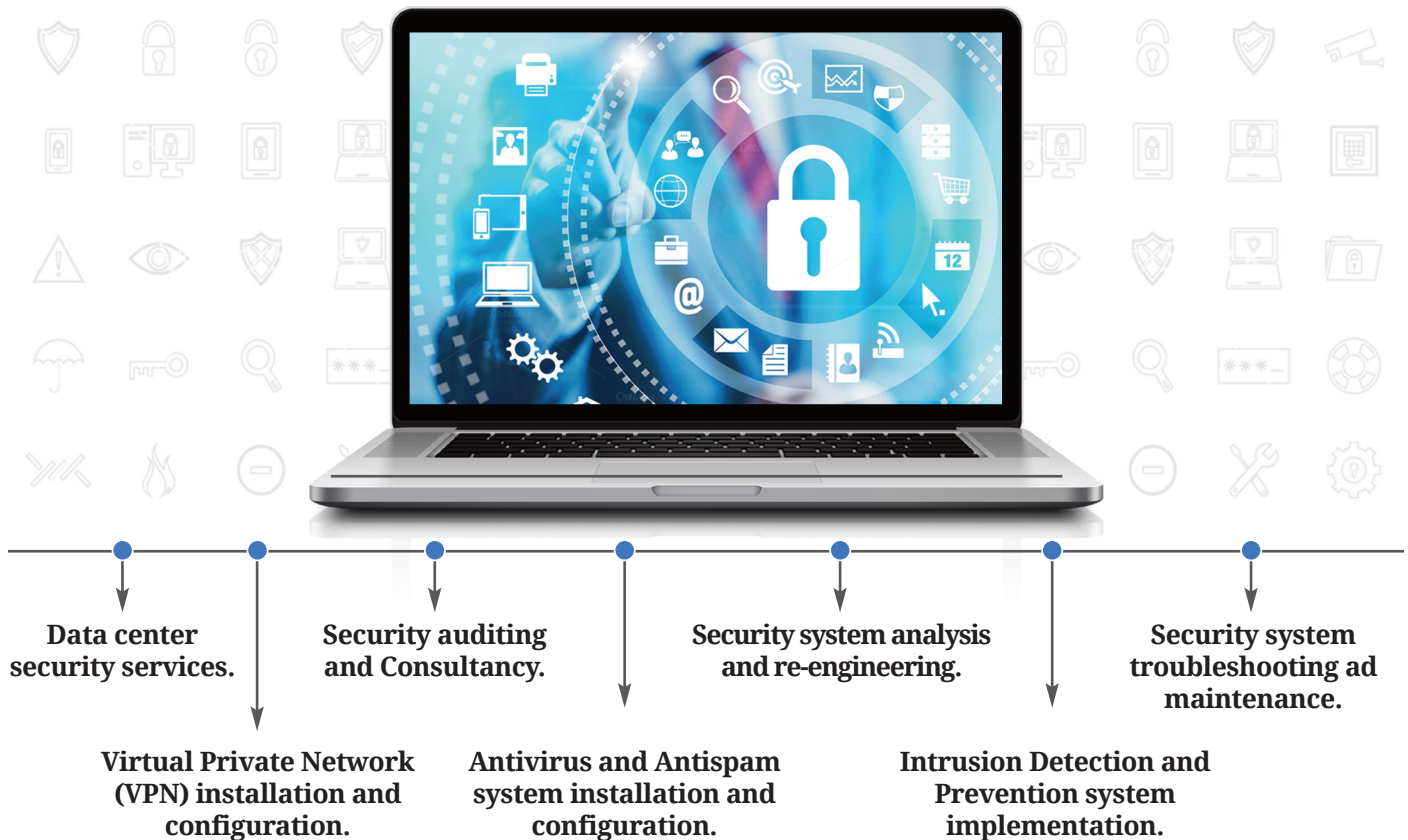 12
@
***_
***_
Data center
security services.
Virtual Private Network
(VPN) installation and
configuration.
Security auditing
and Consultancy.
Antivirus and Antispam
system installation and
configuration.
Security system analysis
and re-engineering.
Intrusion Detection and
Prevention system
implementation.
Security system
troubleshooting ad
maintenance.